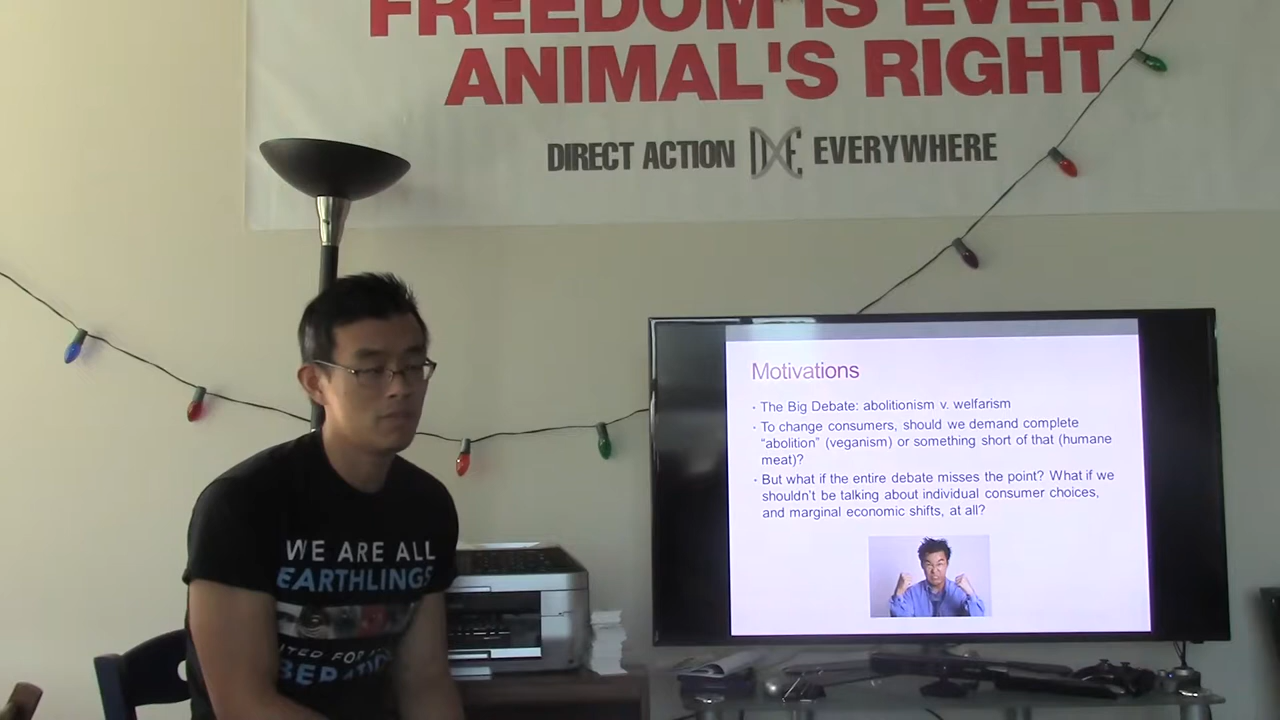 FREEDOM IS EVERY
ANIMAL'S RIGHT
DIRECT ACTION DXE EVERYWHERE
Motivations
• The Big Debate: abolitionism v. welfarism
• To change consumers, should we demand complete
“abolition” (veganism) or something short of that (humane
meat)?
• But what if the entire debate misses the point? What if we
shouldn't be talking about individual consumer choices,
and marginal economic shifts, at all?
WE ARE ALL
EARTHLINGS